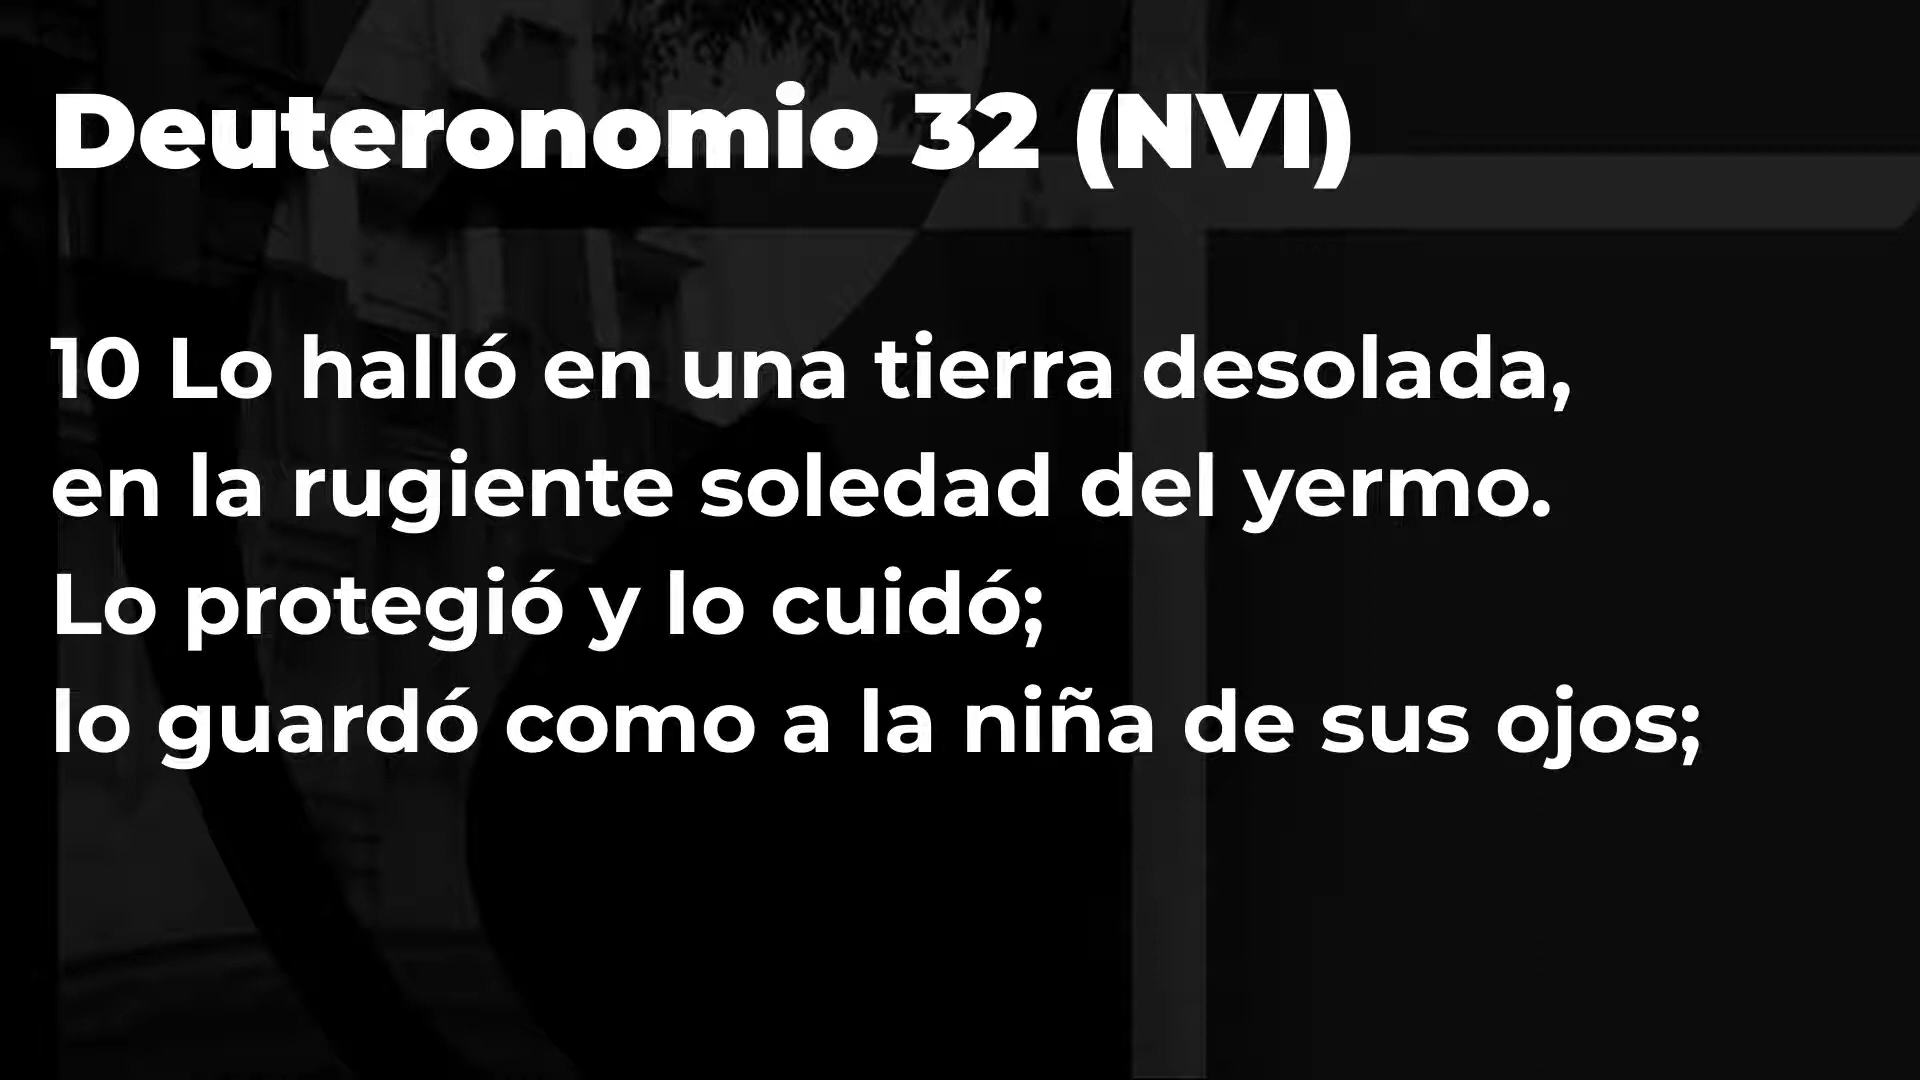 Deuteronomio 32 (NVI)
10 Lo halló en una tierra desolada,
en la rugiente soledad del yermo.
Lo protegió y lo cuidó;
lo guardó como a la niña de sus ojos;